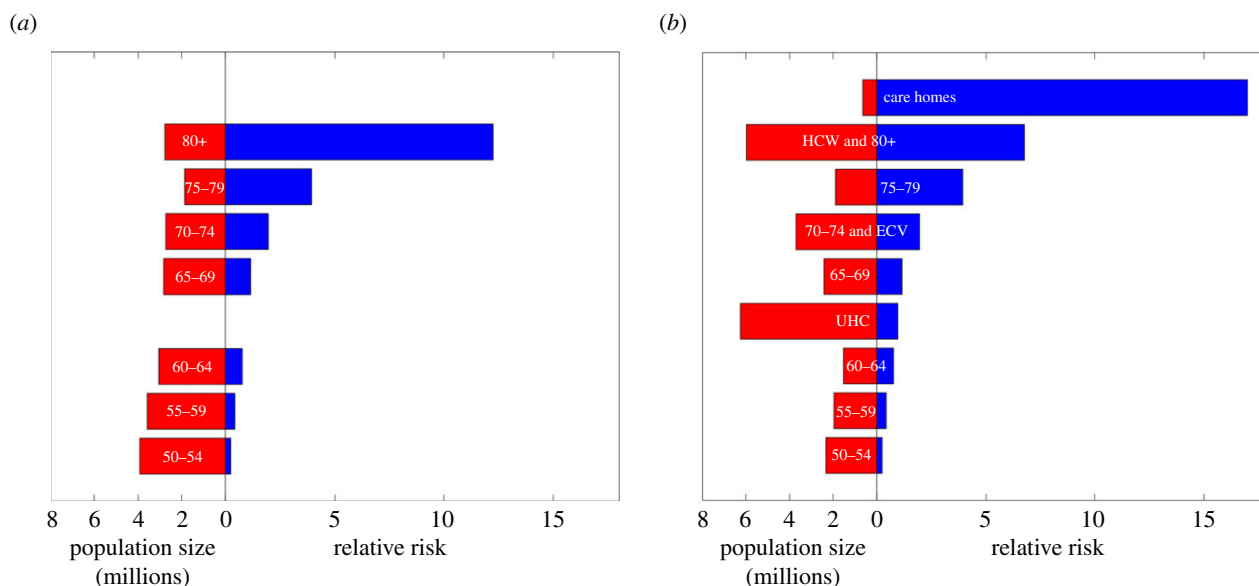 (a)
80+
75–79
70–74
65–69
60–64
55–59
50–54
8 6 4 2 0 5 10 15
population size
(millions)
relative risk
(b)
care homes
HCW and 80+
75–79
70–74 and ECV
65–69
UHC
60–64
55–59
50–54
8 6 4 2 0 5 10 15
population size
(millions)
relative risk